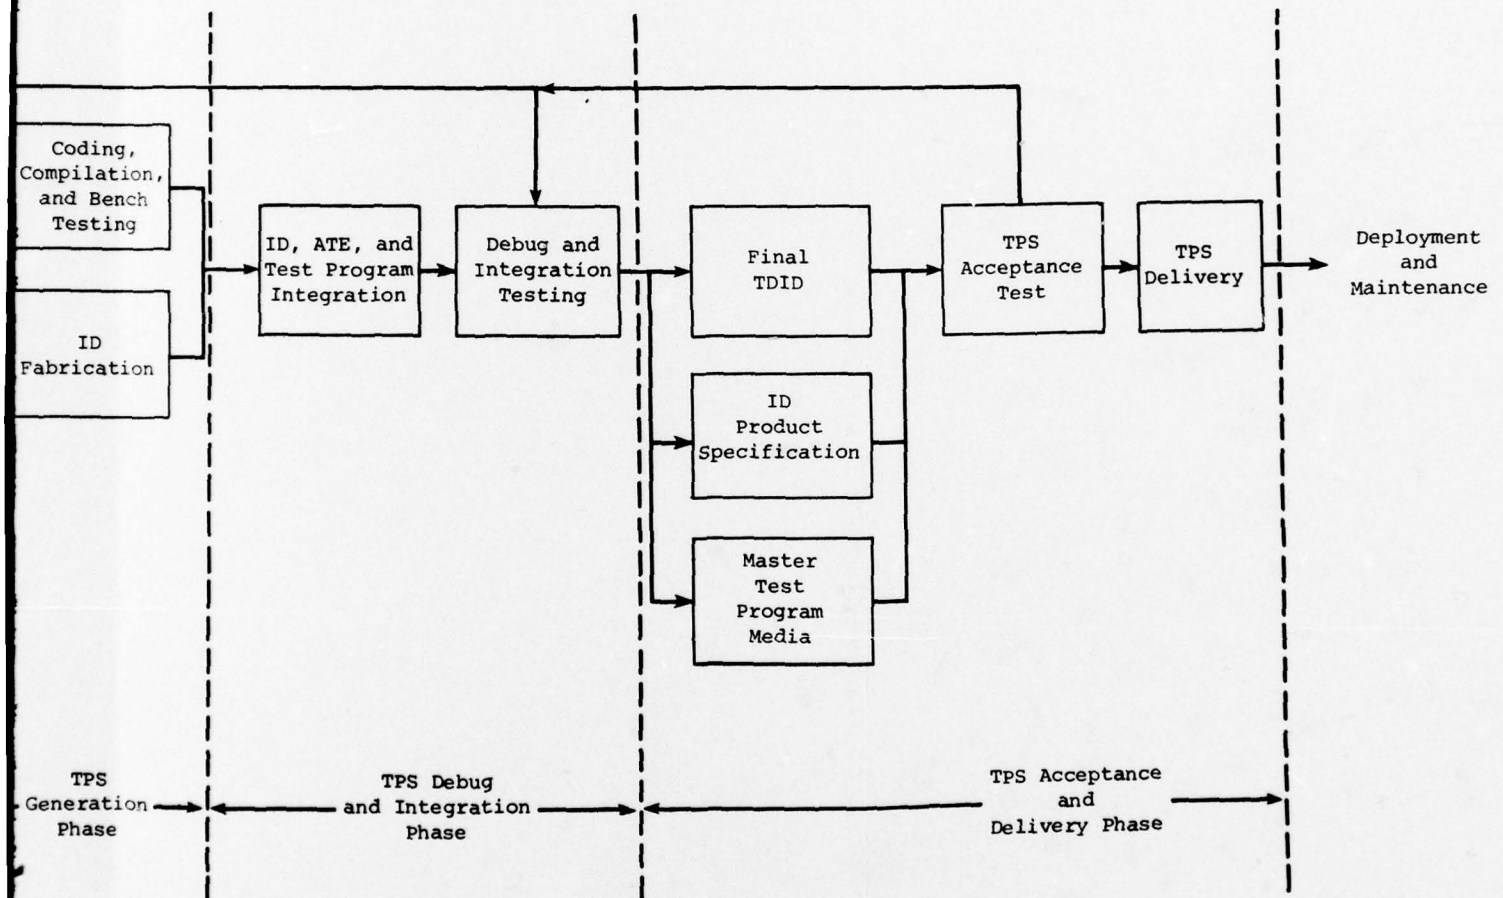 Coding,
Compilation,
and Bench
Testing
ID
Fabrication
ID, ATE, and
Test Program
Integration
Debug and
Integration
Testing
Final
TDID
ID
Product
Specification
Master
Test
Program
Media
TPS
Acceptance
Test
TPS
Delivery
Deployment
and
Maintenance
TPS
Generation
Phase
TPS Debug
and Integration
Phase
TPS Acceptance
and
Delivery Phase